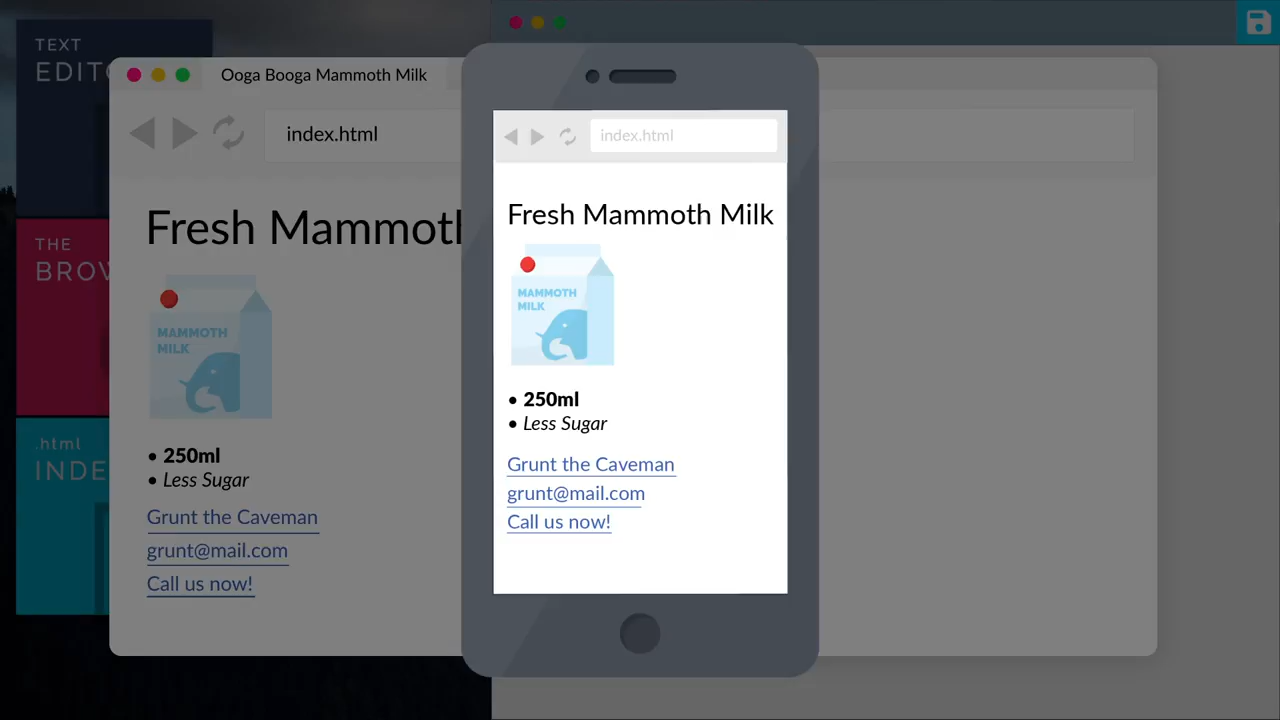 TEXT
EDITO
THE
BROW
.html
INDE
Ooga Booga Mammoth Milk
index.html
Fresh Mammoth
MAMMOTH
MILK
• 250ml
• Less Sugar
Grunt the Caveman
grunt@mail.com
Call us now!
index.html
Fresh Mammoth Milk
MAMMOTH
MILK
• 250ml
• Less Sugar
Grunt the Caveman
grunt@mail.com
Call us now!